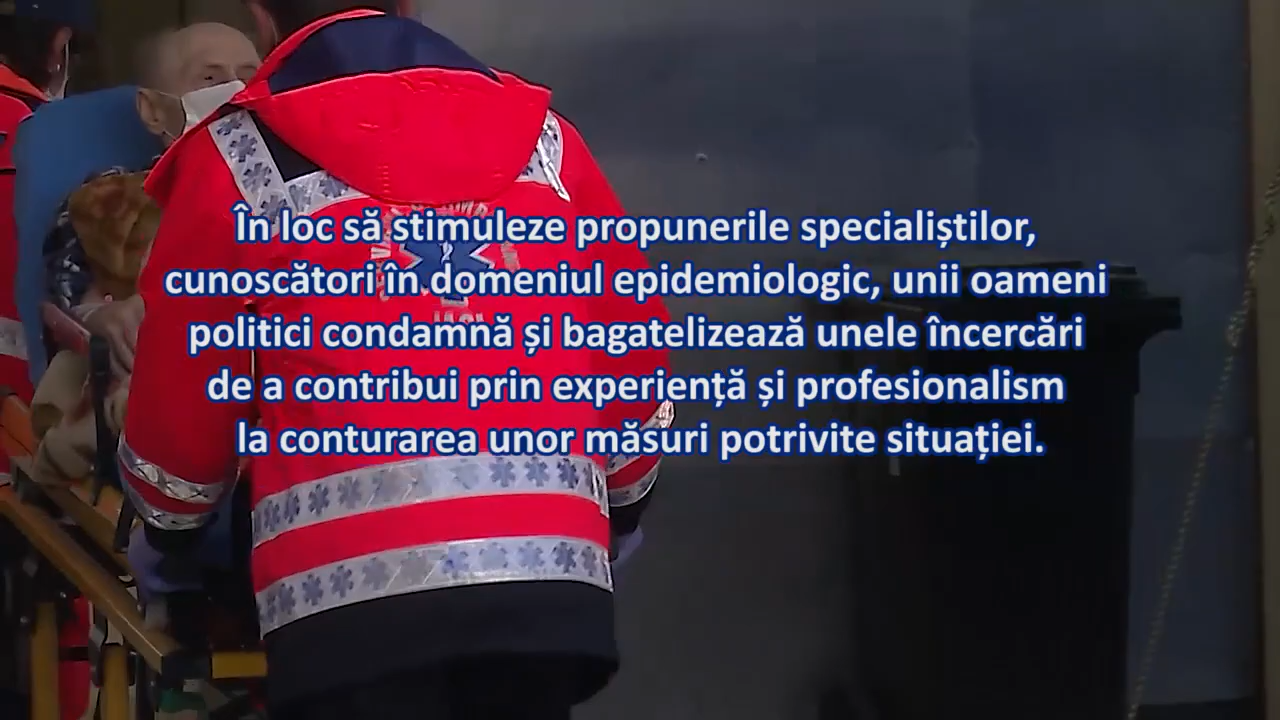 În loc să stimuleze propunerile specialiștilor,
cunoscători în domeniul epidemiologic, unii oameni
politici condamnă și bagatelizează unele încercări
de a contribui prin experiență și profesionalism
la conturarea unor măsuri potrivite situației.